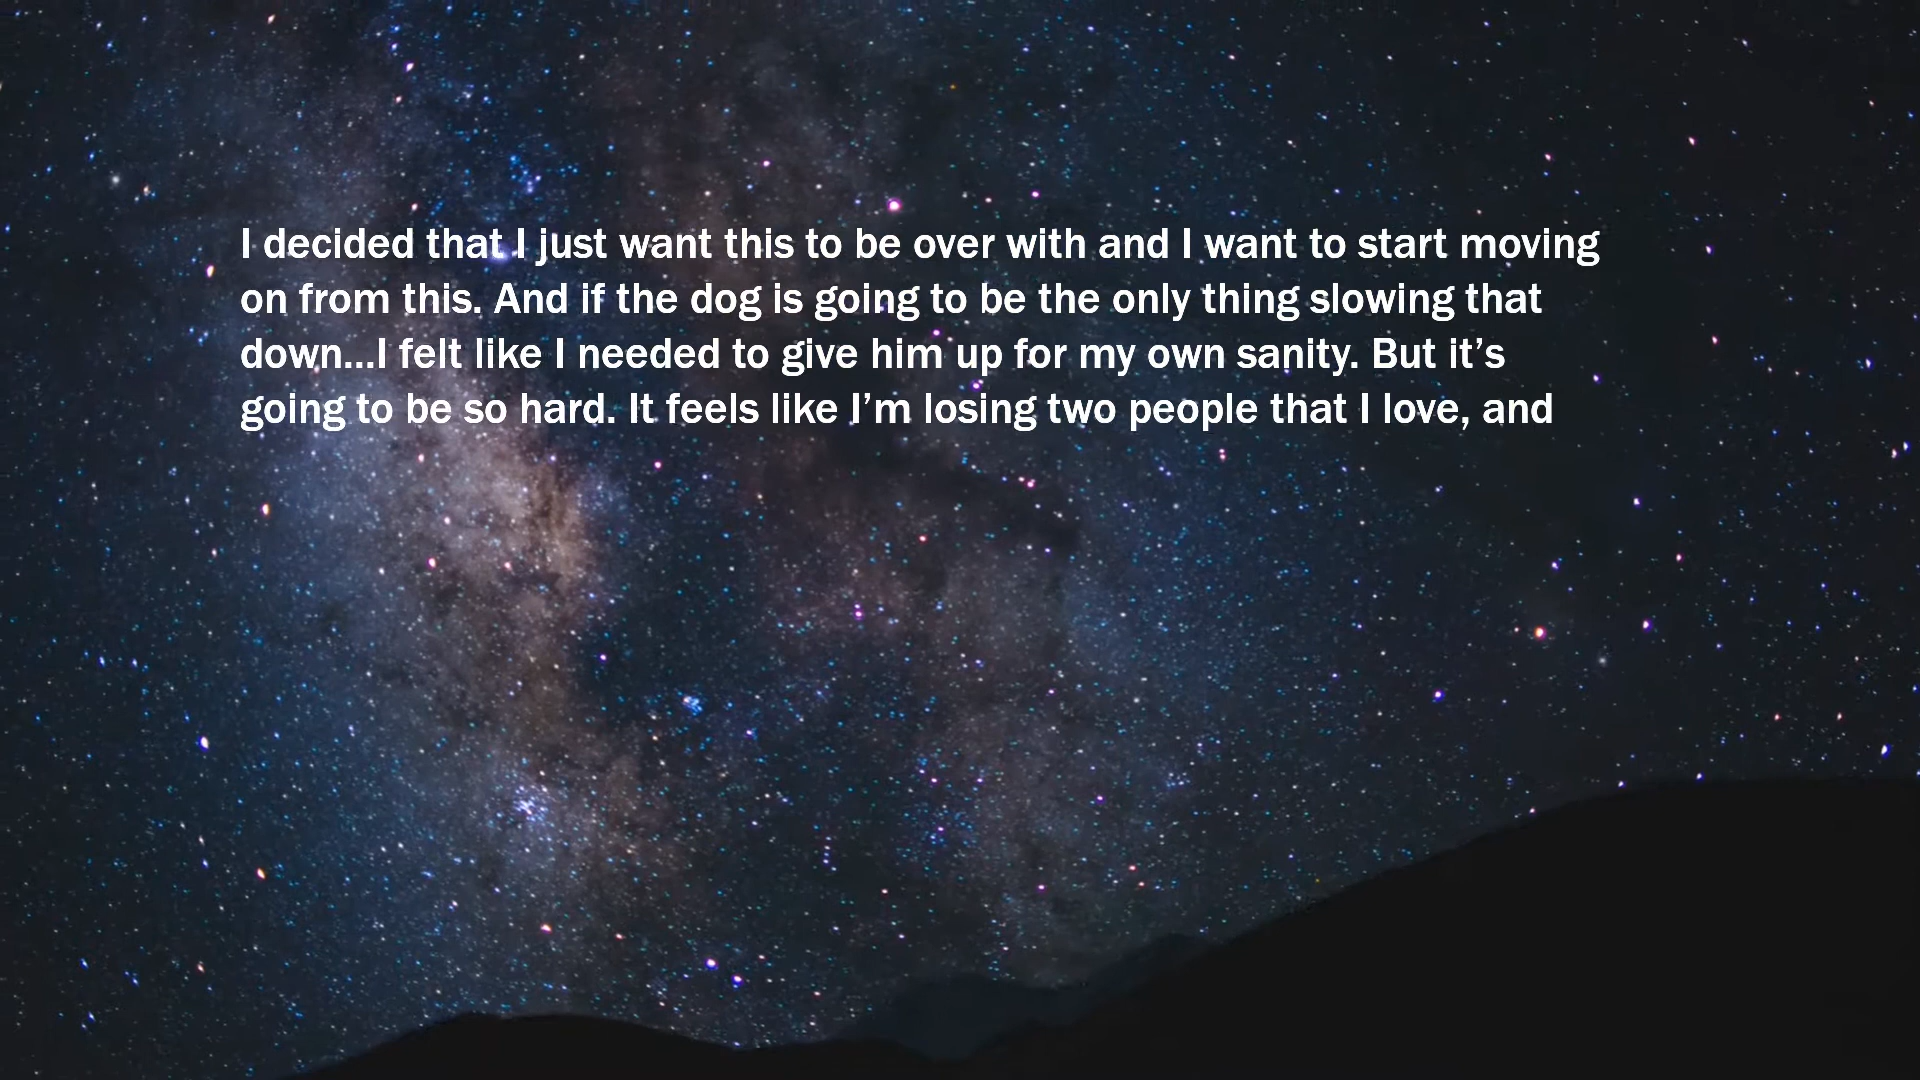 I decided that I just want this to be over with and I want to start moving
on from this. And if the dog is going to be the only thing slowing that
down...I felt like I needed to give him up for my own sanity. But it’s
going to be so hard. It feels like I’m losing two people that I love, and